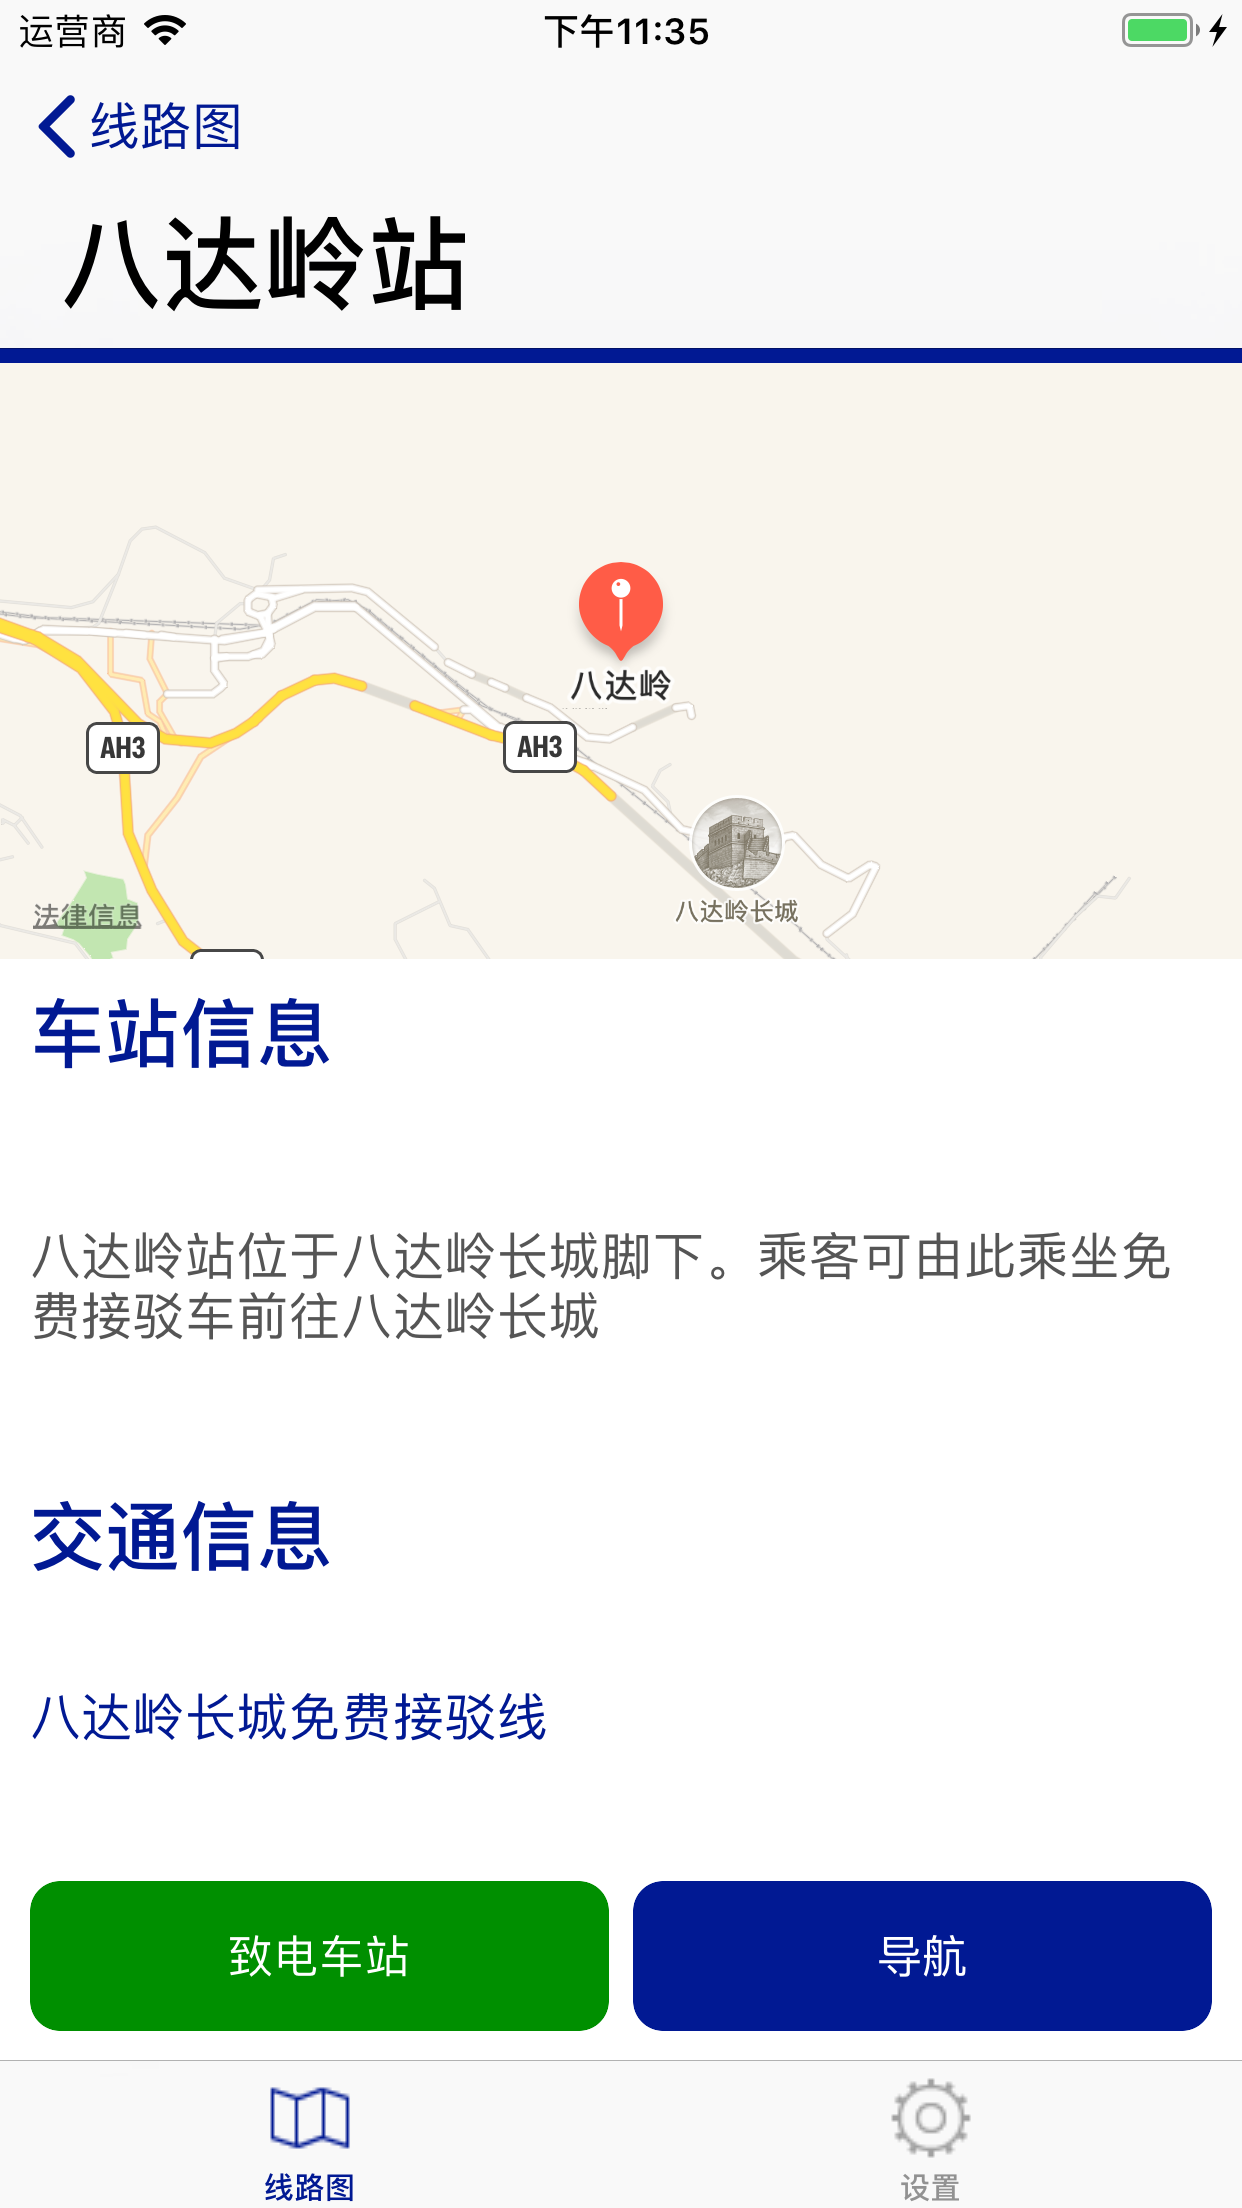 运营商
下午11:35
线路图
八达岭站
八达岭
AH3
AH3
八达岭长城
法律信息
车站信息
八达岭站位于八达岭长城脚下。乘客可由此乘坐免
费接驳车前往八达岭长城
交通信息
八达岭长城免费接驳线
致电车站
导航
线路图
设置